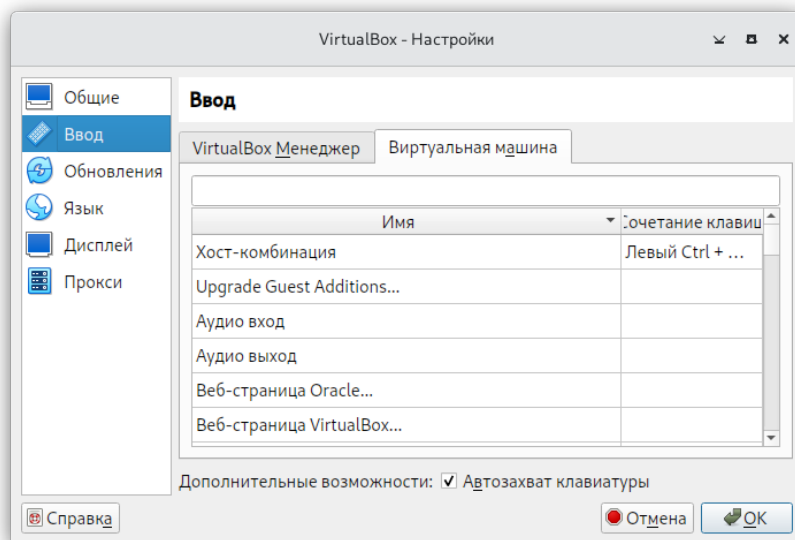 VirtualBox - Настройки
Общие
Ввод
Обновления
Язык
Дисплей
Прокси
Ввод
VirtualBox Менеджер
Виртуальная машина
Имя
Сочетание клавиш
Хост-комбинация
Левый Ctrl + ...
Upgrade Guest Additions...
Аудио вход
Аудио выход
Веб-страница Oracle...
Веб-страница VirtualBox...
Дополнительные возможности: Автозахват клавиатуры
Справка
Отмена
OK